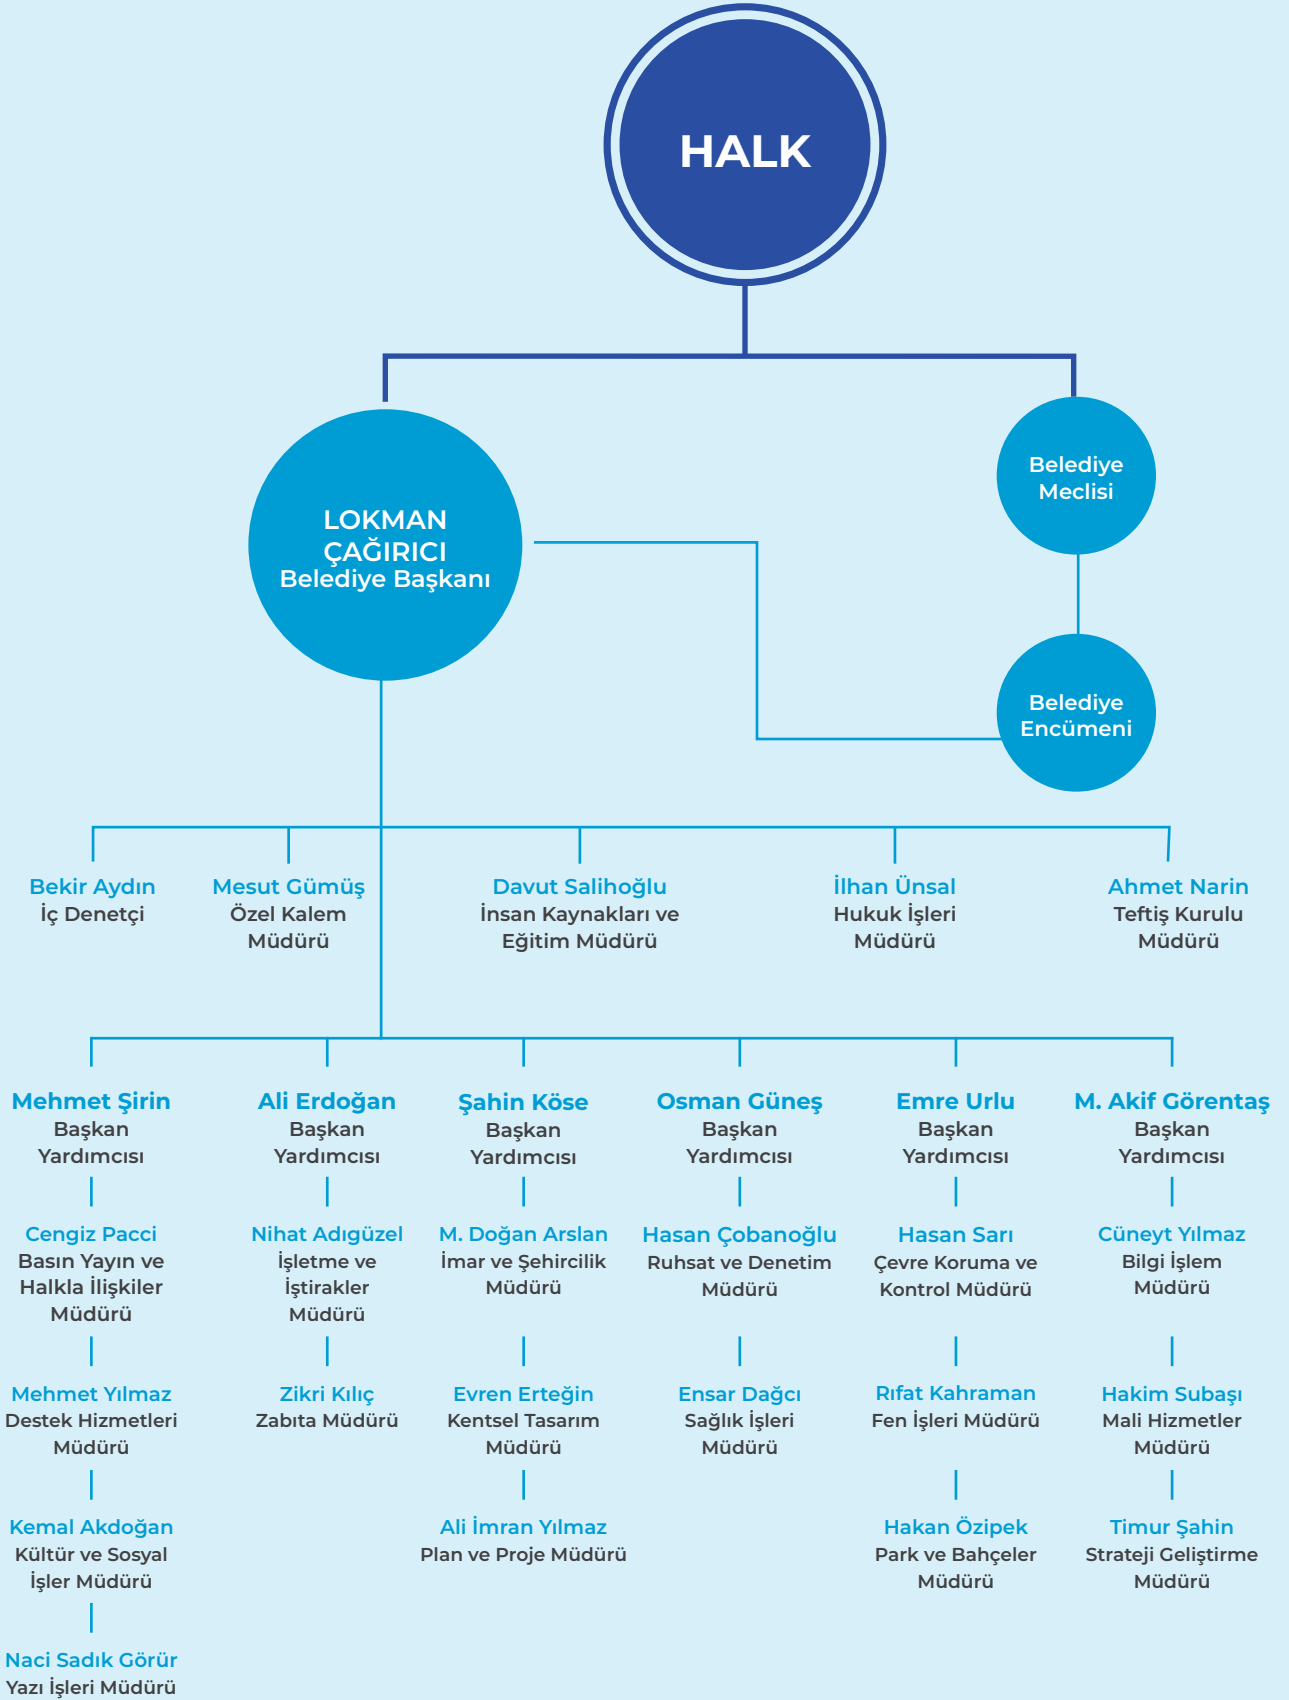 HALK
LOKMAN
ÇAĞIRICI
Belediye Başkanı
Belediye
Meclisi
Belediye
Encümeni
Bekir Aydın
İç Denetçi
Mesut Gümüş
Özel Kalem
Müdürü
Davut Salihoğlu
İnsan Kaynakları ve
Eğitim Müdürü
İlhan Ünsal
Hukuk İşleri
Müdürü
Ahmet Narin
Teftiş Kurulu
Müdürü
Mehmet Şirin
Başkan
Yardımcısı
Cengiz Pacci
Basın Yayın ve
Halkla İlişkiler
Müdürü
Mehmet Yılmaz
Destek Hizmetleri
Müdürü
Kemal Akdoğan
Kültür ve Sosyal
İşler Müdürü
Naci Sadık Görür
Yazı İşleri Müdürü
Ali Erdoğan
Başkan
Yardımcısı
Nihat Adıgüzel
İşletme ve
İştirakler
Müdürü
Zikri Kılıç
Zabıta Müdürü
Şahin Köse
Başkan
Yardımcısı
M. Doğan Arslan
İmar ve Şehircilik
Müdürü
Evren Erteğin
Kentsel Tasarım
Müdürü
Ali İmran Yılmaz
Plan ve Proje Müdürü
Osman Güneş
Başkan
Yardımcısı
Hasan Çobanoğlu
Ruhsat ve Denetim
Müdürü
Ensar Dağcı
Sağlık İşleri
Müdürü
Emre Urlu
Başkan
Yardımcısı
Hasan Sarı
Çevre Koruma ve
Kontrol Müdürü
Rıfat Kahraman
Fen İşleri Müdürü
Hakan Özipek
Park ve Bahçeler
Müdürü
M. Akif Görentaş
Başkan
Yardımcısı
Cüneyt Yılmaz
Bilgi İşlem
Müdürü
Hakim Subaşı
Mali Hizmetler
Müdürü
Timur Şahin
Strateji Geliştirme
Müdürü